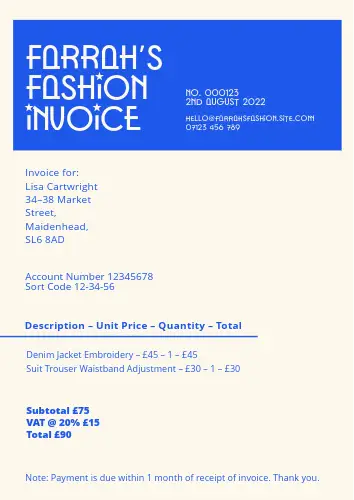 FARRAH'S
FASHION
INVOICE
NO. 000123
2ND AUGUST 2022
HELLO@FARRAHSFASHION.SITE.COM
07123 456 789
Invoice for:
Lisa Cartwright
34–38 Market
Street,
Maidenhead,
SL6 8AD
Account Number 12345678
Sort Code 12-34-56
Description – Unit Price – Quantity – Total
Denim Jacket Embroidery – £45 – 1 – £45
Suit Trouser Waistband Adjustment – £30 – 1 – £30
Subtotal £75
VAT @ 20% £15
Total £90
Note: Payment is due within 1 month of receipt of invoice. Thank you.